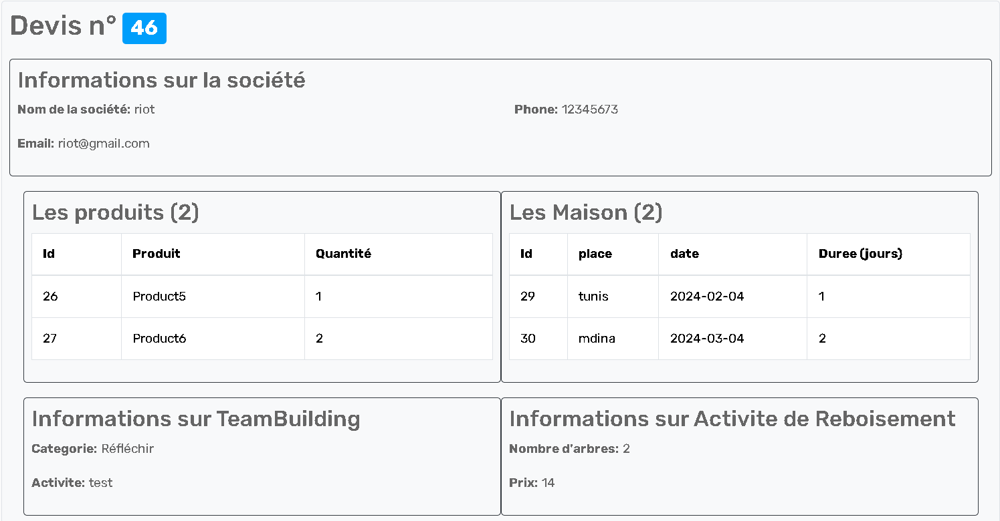 Devis n° 46
Informations sur la société
Nom de la société: riot
Phone: 12345673
Email: riot@gmail.com
Les produits (2)
Id Produit Quantité
26 Product5 1
27 Product6 2
Les Maison (2)
Id place date Duree (jours)
29 tunis 2024-02-04 1
30 mdina 2024-03-04 2
Informations sur TeamBuilding
Categorie: Réfléchir
Activite: test
Informations sur Activite de Reboisement
Nombre d'arbres: 2
Prix: 14